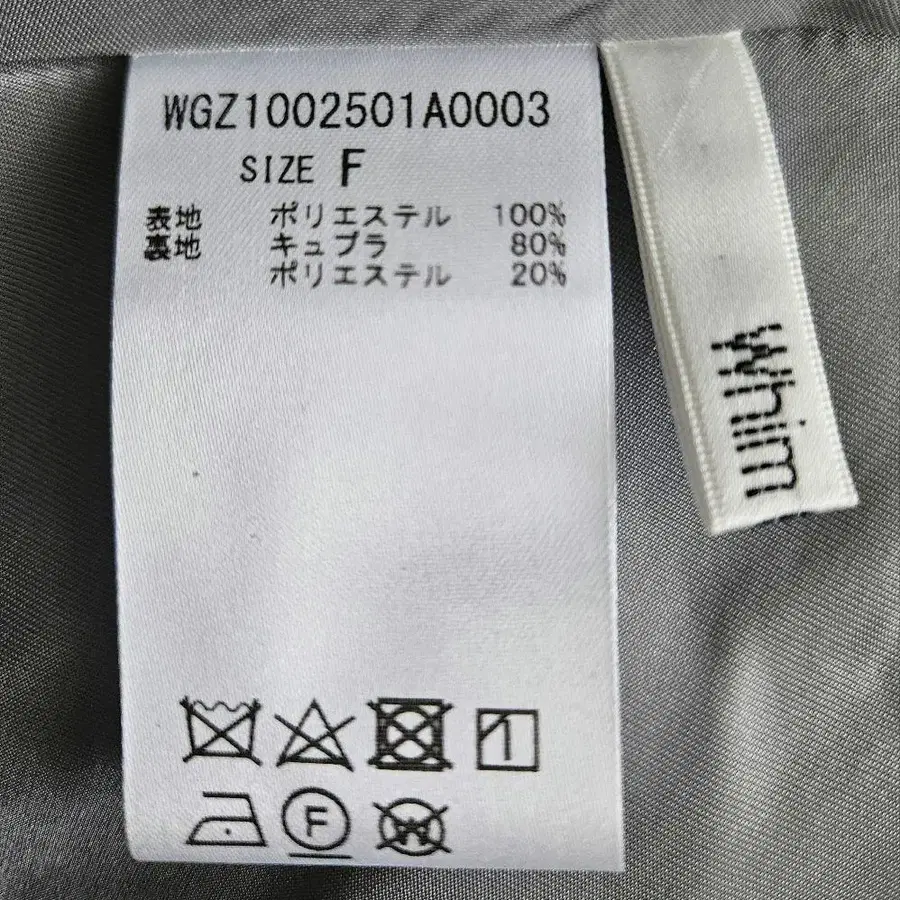 WGZ1002501A0003
SIZE F
表地 ポリエステル 100%
裏地 キュプラ 80%
ポリエステル 20%
F
W
Whim